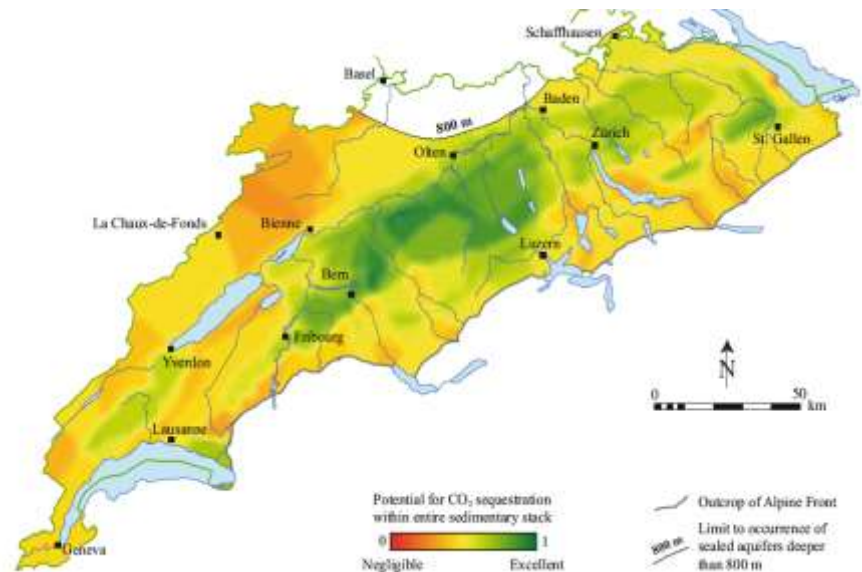 Schaffhausen
Basel
Baden
800 m
Zürich
Olten
St. Gallen
La Chaux-de-Fonds
Bienne
Luzern
Bern
Fribourg
Yverdon
N
0 50
km
Lausanne
Potential for CO₂ sequestration
within entire sedimentary stack
0 1
Negligible Excellent
Outcrop of Alpine Front
Limit to occurrence of
sealed aquifers deeper
than 800 m
800 m
Geneva